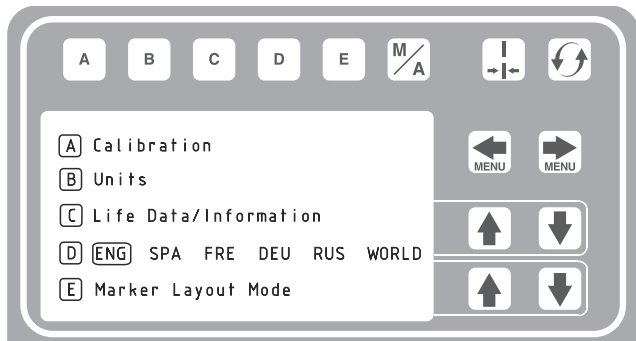 A B C D E M/A
A Calibration
MENU MENU
B Units
C Life Data/Information
D ENG SPA FRE DEU RUS WORLD
E Marker Layout Mode